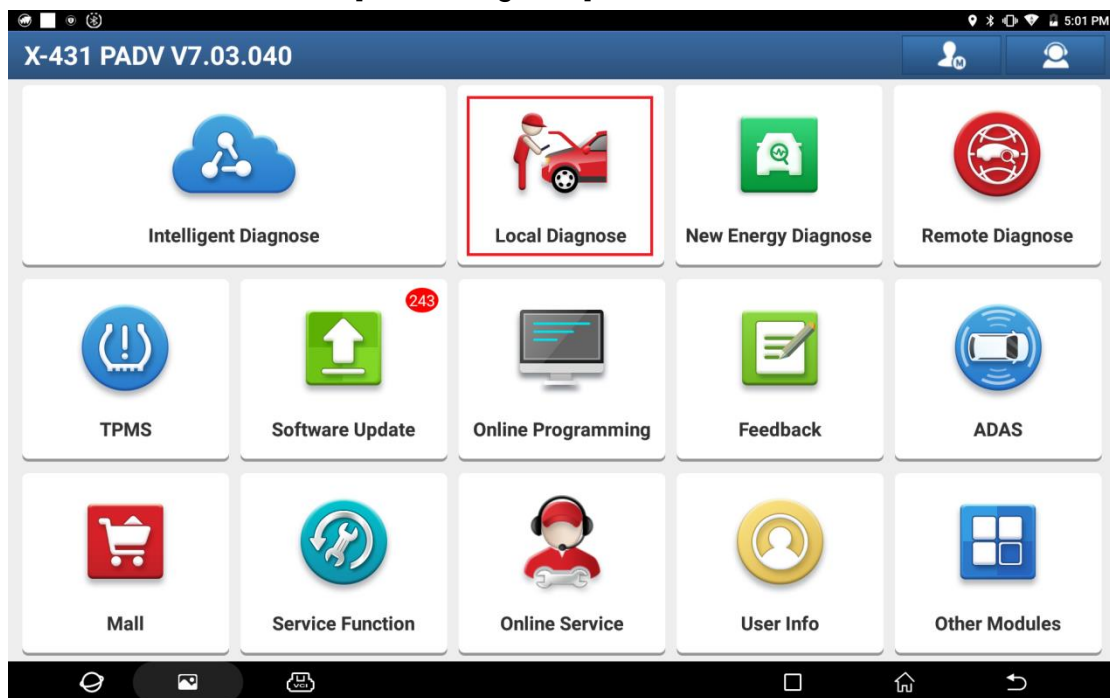 5:01 PM
X-431 PADV V7.03.040
M
Intelligent Diagnose
Local Diagnose
New Energy Diagnose
Remote Diagnose
243
TPMS
Software Update
Online Programming
Feedback
ADAS
Mall
Service Function
Online Service
User Info
Other Modules
VCI